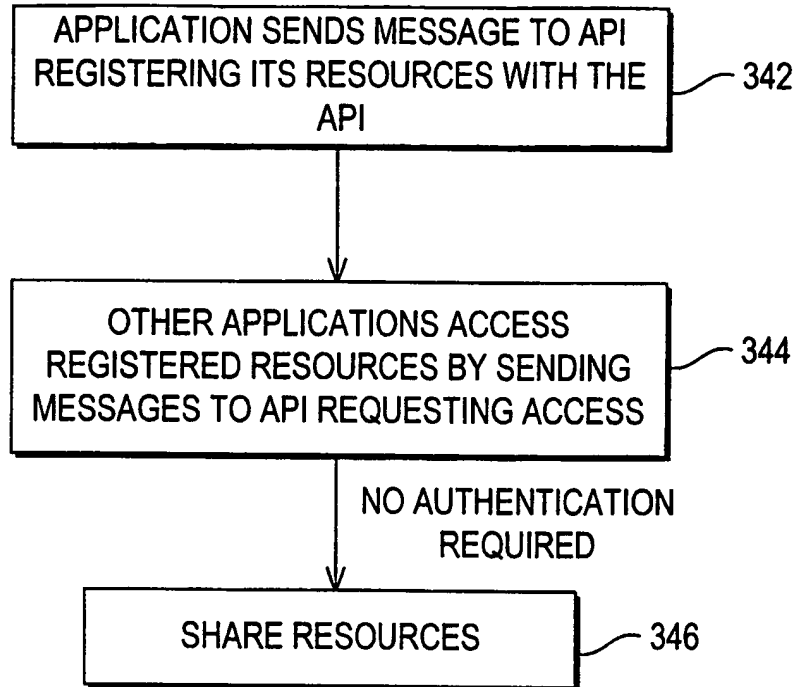 APPLICATION SENDS MESSAGE TO API
REGISTERING ITS RESOURCES WITH THE
API
342
OTHER APPLICATIONS ACCESS
REGISTERED RESOURCES BY SENDING
MESSAGES TO API REQUESTING ACCESS
344
NO AUTHENTICATION
REQUIRED
SHARE RESOURCES
346